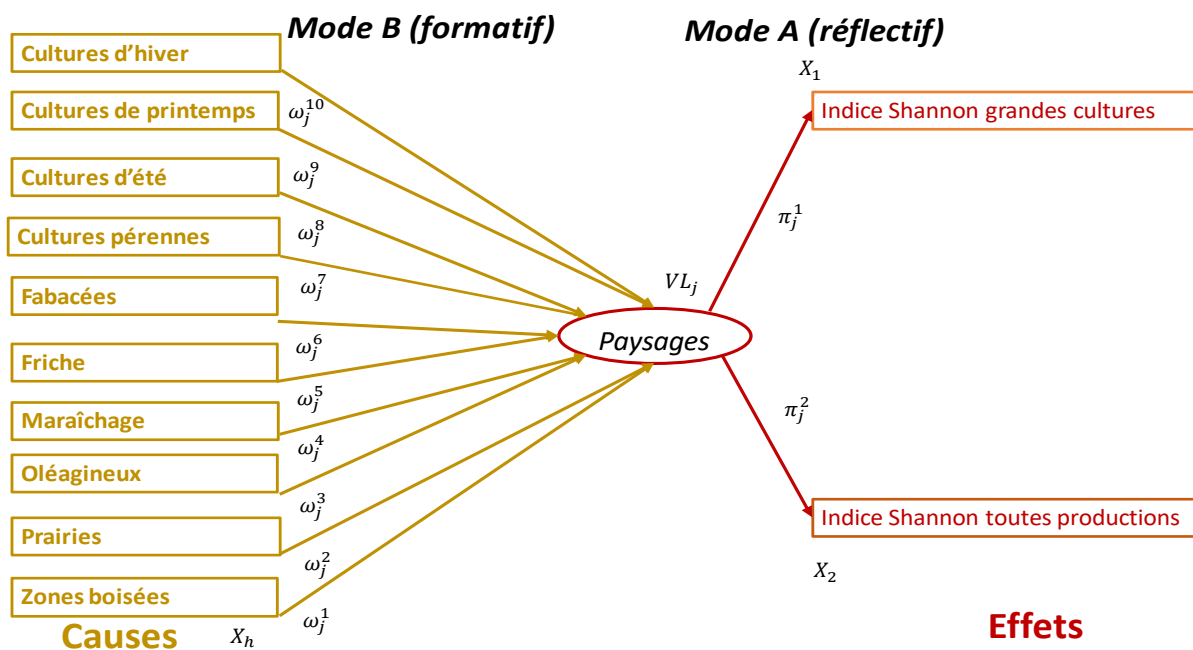 Mode B (formatif)
Mode A (réflectif)
Cultures d’hiver
Cultures de printemps
Cultures d’été
Cultures pérennes
Fabacées
Friche
Maraîchage
Oléagineux
Prairies
Zones boisées
Causes
X_h
ω_j^10
ω_j^9
ω_j^8
ω_j^7
ω_j^6
ω_j^5
ω_j^4
ω_j^3
ω_j^2
ω_j^1
VL_j
Paysages
X_1
Indice Shannon grandes cultures
π_j^1
π_j^2
Indice Shannon toutes productions
X_2
Effets